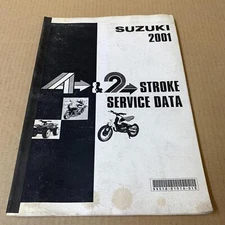 SUZUKI
2001
4 & 2 STROKE
SERVICE DATA